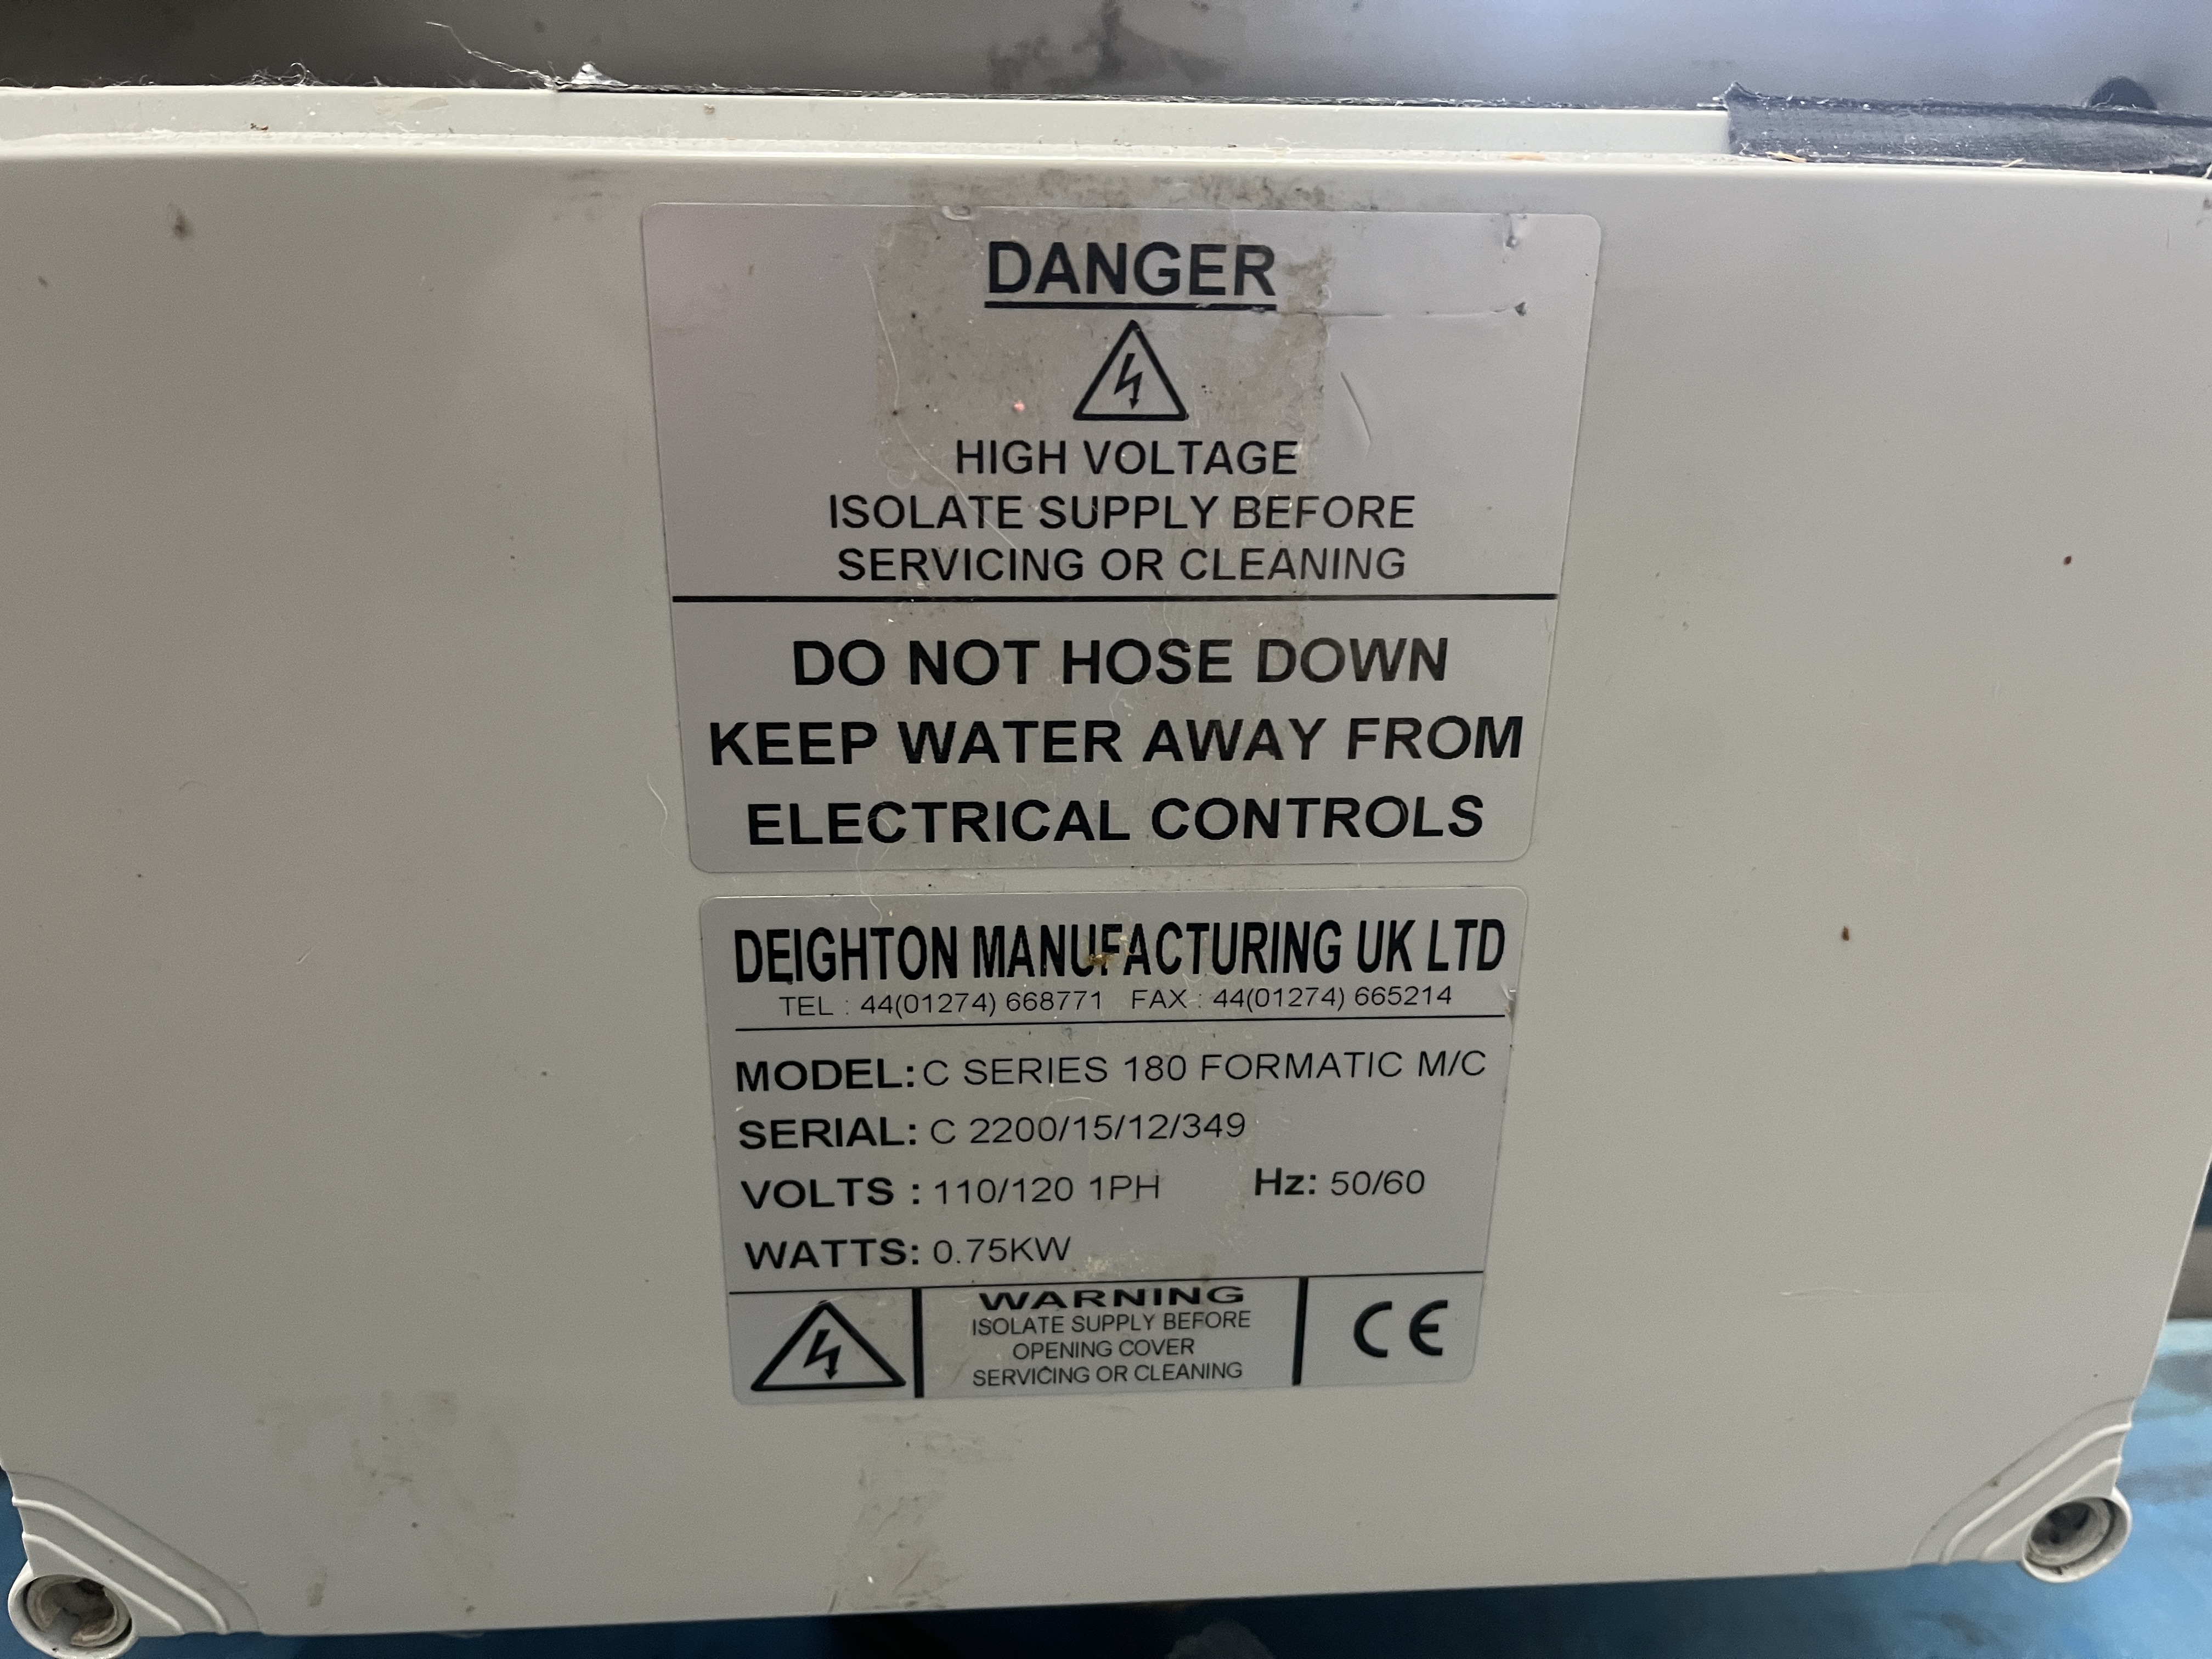 DANGER
HIGH VOLTAGE
ISOLATE SUPPLY BEFORE
SERVICING OR CLEANING
DO NOT HOSE DOWN
KEEP WATER AWAY FROM
ELECTRICAL CONTROLS
DEIGHTON MANUFACTURING UK LTD
TEL : 44(01274) 668771 FAX : 44(01274) 665214
MODEL: C SERIES 180 FORMATIC M/C
SERIAL: C 2200/15/12/349
VOLTS : 110/120 1PH Hz: 50/60
WATTS: 0.75KW
WARNING
ISOLATE SUPPLY BEFORE
OPENING COVER
SERVICING OR CLEANING
CE